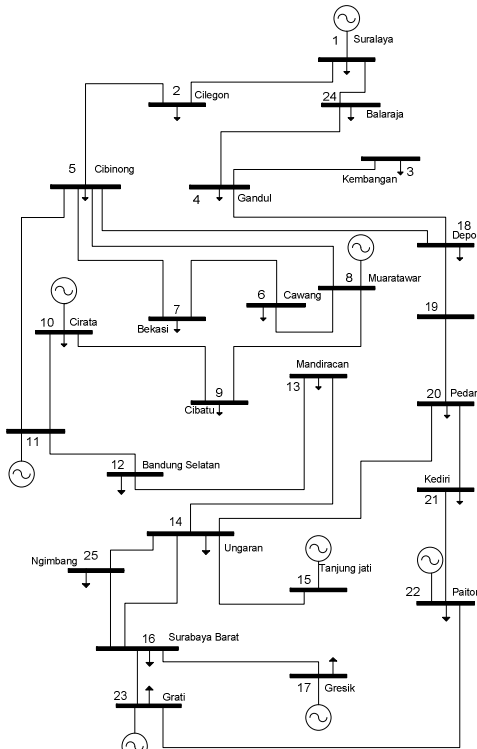 1 Suralaya
2 Cilegon
24
Balaraja
5 Cibinong
Kembangan 3
4 Gandul
18
Depo
8 Muaratawar
6 Cawang
19
10 Cirata
7
Bekasi
Mandiracan
13
9
Cibatu
20 Pedan
11
12 Bandung Selatan
Kediri
21
14
Ungaran
Ngimbang 25
Tanjung jati
15
22 Paiton
16 Surabaya Barat
17 Gresik
23 Grati